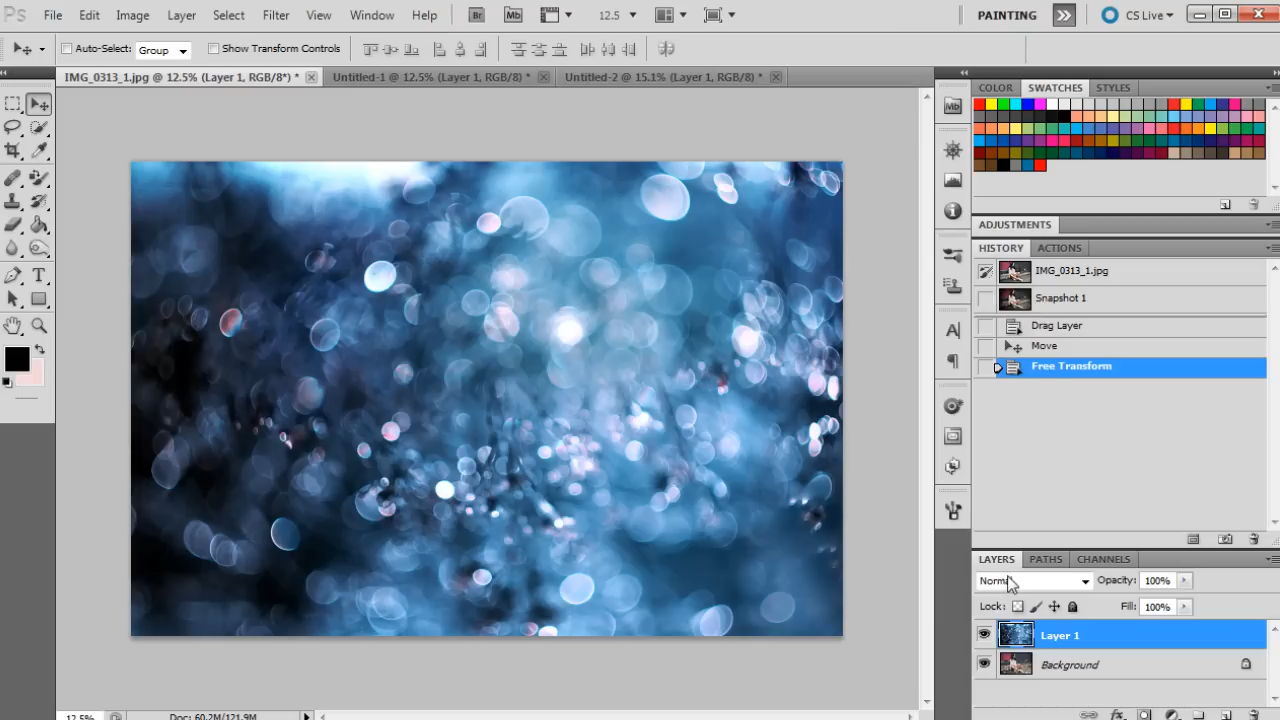 Ps File Edit Image Layer Select Filter View Window Help Br Mb 12.5 PAINTING CS Live
Auto-Select: Group Show Transform Controls
IMG_0313_1.jpg @ 12.5% (Layer 1, RGB/8*) * Untitled-1 @ 12.5% (Layer 1, RGB/8) * Untitled-2 @ 15.1% (Layer 1, RGB/8) *
COLOR SWATCHES STYLES
Mb
ADJUSTMENTS
HISTORY ACTIONS
IMG_0313_1.jpg
Snapshot 1
Drag Layer
Move
Free Transform
LAYERS PATHS CHANNELS
Normal Opacity: 100%
Lock: Fill: 100%
Layer 1
Background
12.5% Doc: 60.2M/121.9M